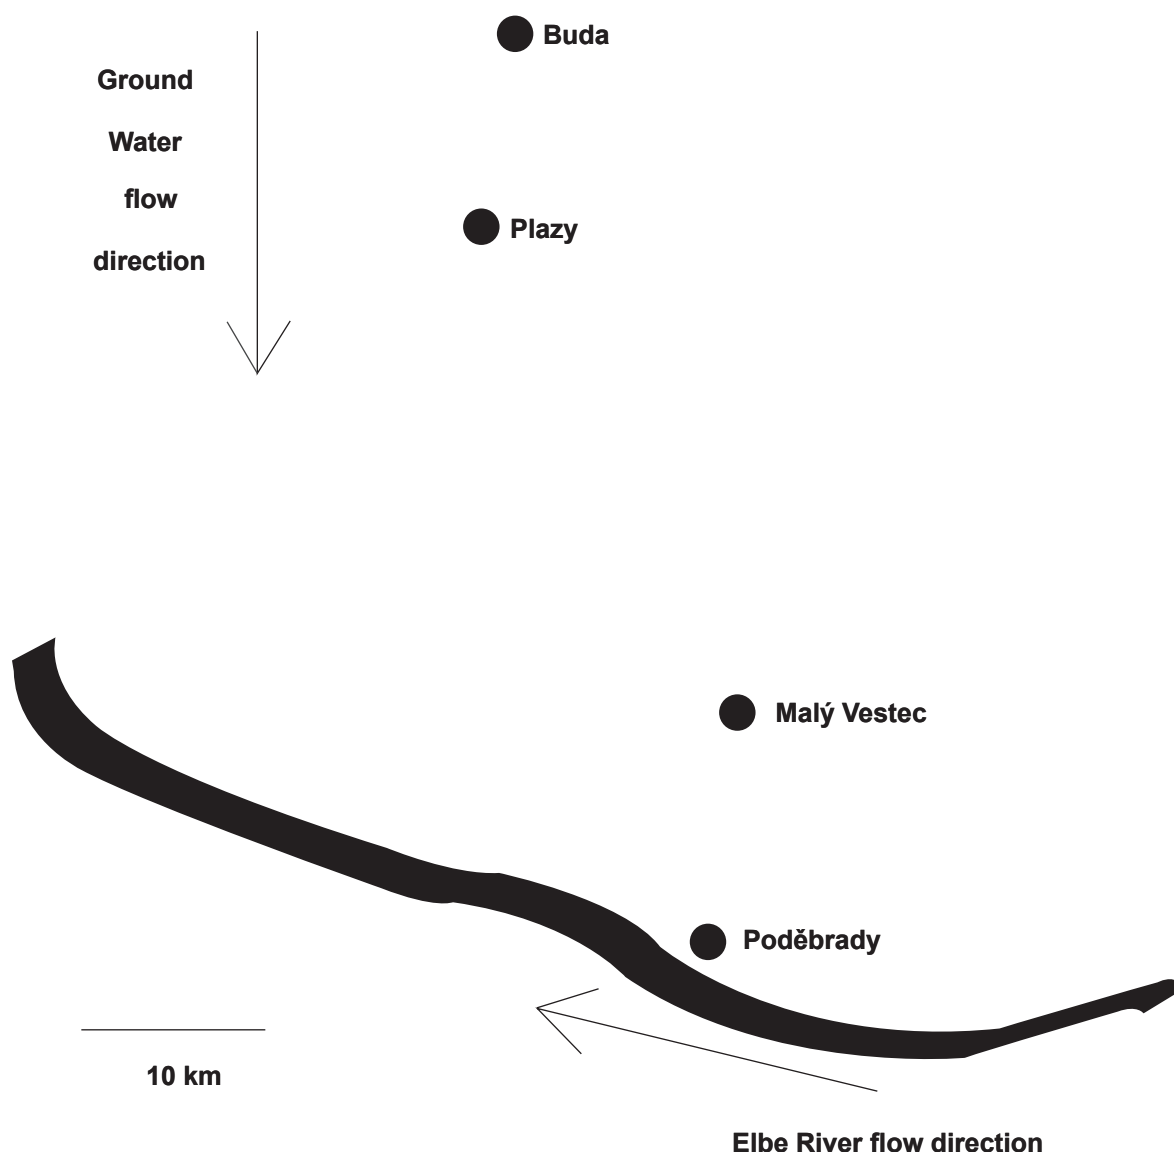 Buda
Ground
Water
flow
direction
Plazy
Malý Vestec
Poděbrady
10 km
Elbe River flow direction